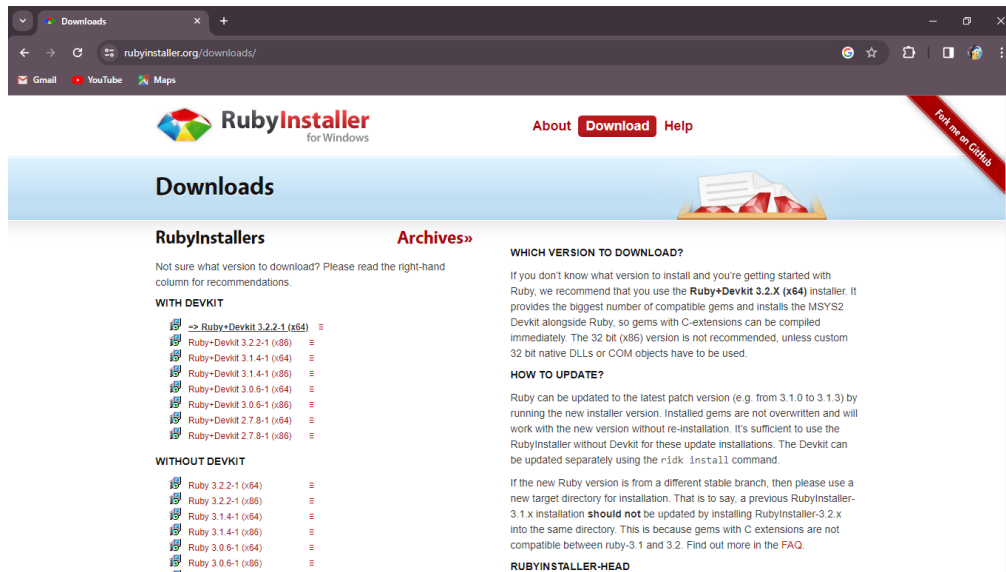 Downloads
rubyinstaller.org/downloads/
Gmail
YouTube
Maps
RubyInstaller
for Windows
About
Download
Help
Fork me on GitHub
Downloads
RubyInstallers
Archives»
Not sure what version to download? Please read the right-hand
column for recommendations.
WITH DEVKIT
=> Ruby+Devkit 3.2.2-1 (x64)
Ruby+Devkit 3.2.2-1 (x86)
Ruby+Devkit 3.1.4-1 (x64)
Ruby+Devkit 3.1.4-1 (x86)
Ruby+Devkit 3.0.6-1 (x64)
Ruby+Devkit 3.0.6-1 (x86)
Ruby+Devkit 2.7.8-1 (x64)
Ruby+Devkit 2.7.8-1 (x86)
WITHOUT DEVKIT
Ruby 3.2.2-1 (x64)
Ruby 3.2.2-1 (x86)
Ruby 3.1.4-1 (x64)
Ruby 3.1.4-1 (x86)
Ruby 3.0.6-1 (x64)
Ruby 3.0.6-1 (x86)
WHICH VERSION TO DOWNLOAD?
If you don't know what version to install and you're getting started with
Ruby, we recommend that you use the Ruby+Devkit 3.2.X (x64) installer. It
provides the biggest number of compatible gems and installs the MSYS2
Devkit alongside Ruby, so gems with C-extensions can be compiled
immediately. The 32 bit (x86) version is not recommended, unless custom
32 bit native DLLs or COM objects have to be used.
HOW TO UPDATE?
Ruby can be updated to the latest patch version (e.g. from 3.1.0 to 3.1.3) by
running the new installer version. Installed gems are not overwritten and will
work with the new version without re-installation. It's sufficient to use the
RubyInstaller without Devkit for these update installations. The Devkit can
be updated separately using the ridk install command.
If the new Ruby version is from a different stable branch, then please use a
new target directory for installation. That is to say, a previous RubyInstaller-
3.1.x installation should not be updated by installing RubyInstaller-3.2.x
into the same directory. This is because gems with C extensions are not
compatible between ruby-3.1 and 3.2. Find out more in the FAQ.
RUBYINSTALLER-HEAD